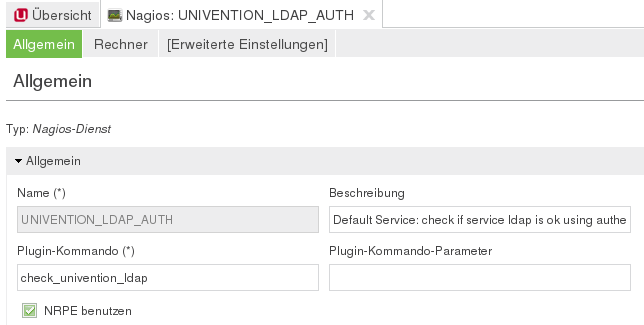 Übersicht Nagios: UNIVENTION_LDAP_AUTH
Allgemein Rechner [Erweiterte Einstellungen]
Allgemein
Typ: Nagios-Dienst
Allgemein
Name (*) Beschreibung
UNIVENTION_LDAP_AUTH Default Service: check if service ldap is ok using authe
Plugin-Kommando (*) Plugin-Kommando-Parameter
check_univention_ldap
NRPE benutzen